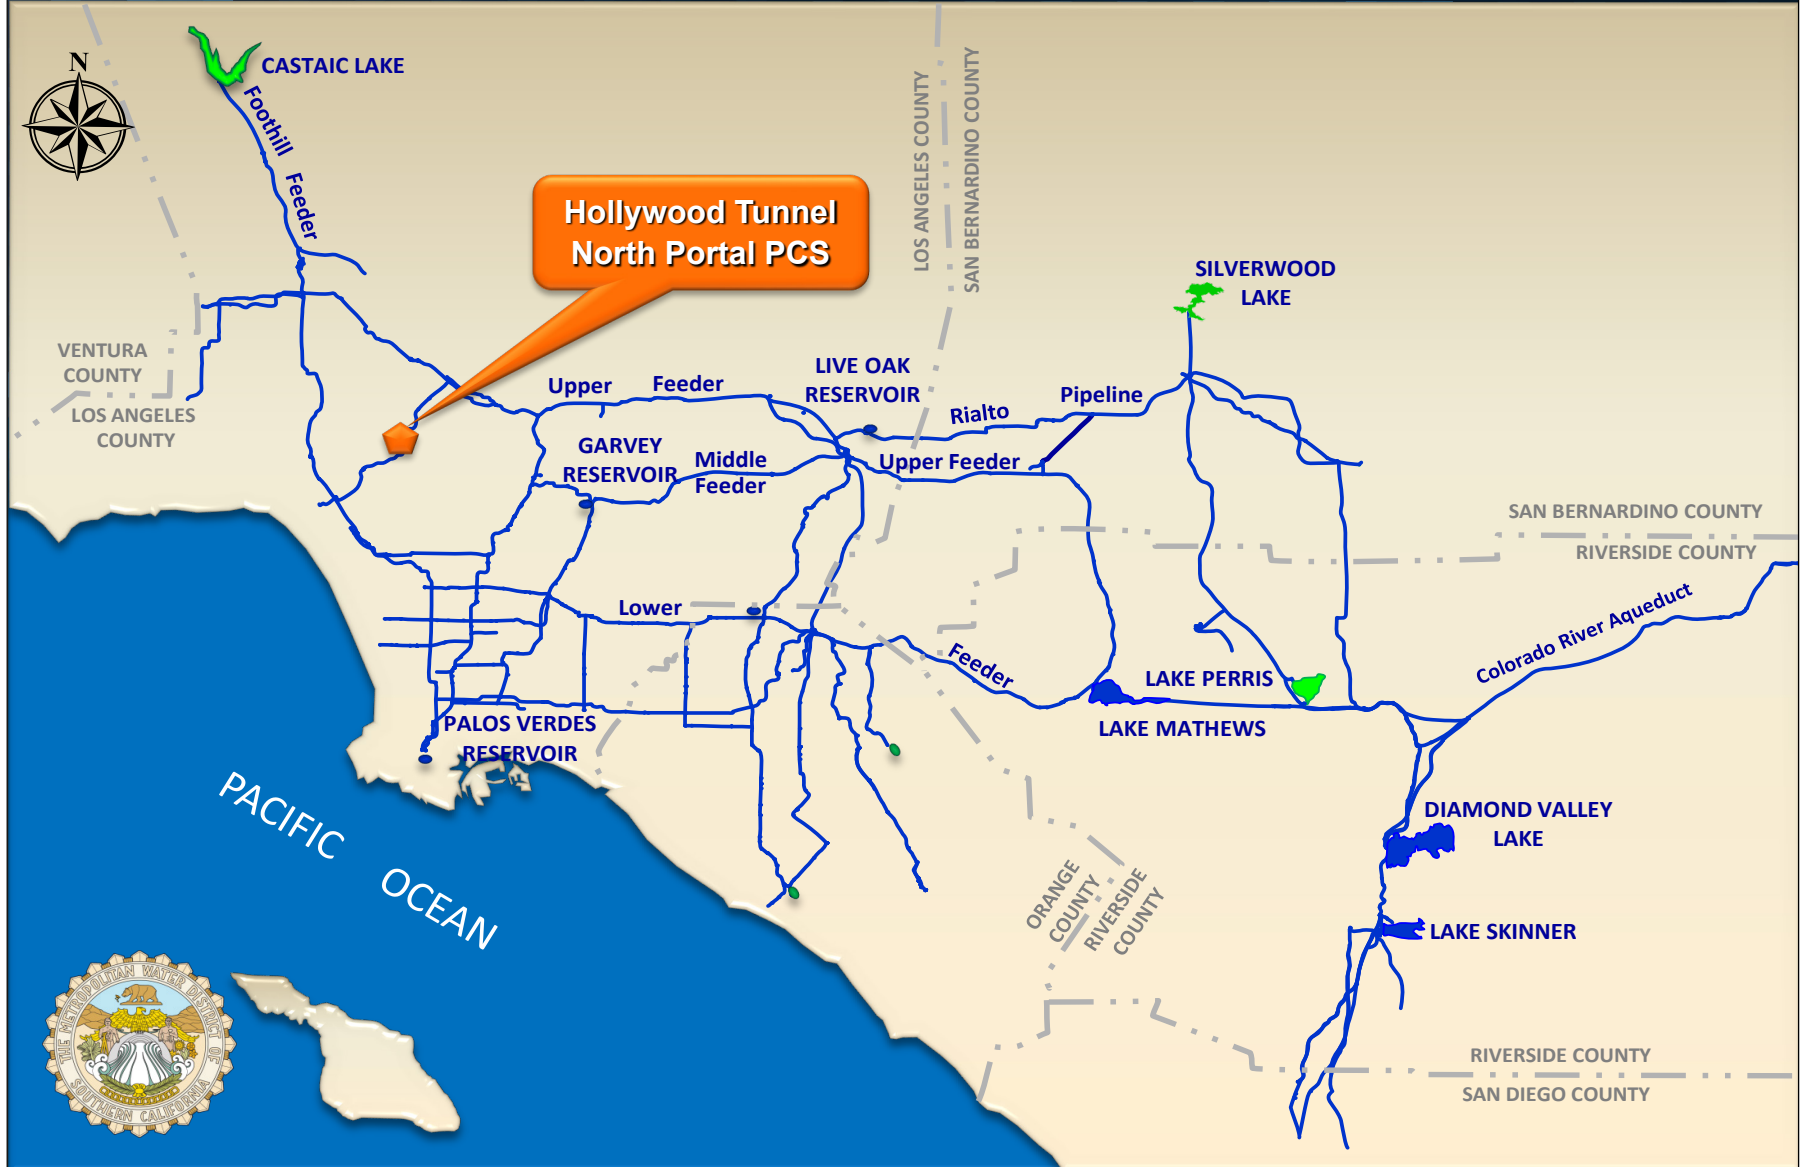 N
CASTAIC LAKE
Foothill
Feeder
LOS ANGELES COUNTY
SAN BERNARDINO COUNTY
Hollywood Tunnel
North Portal PCS
SILVERWOOD
LAKE
VENTURA
COUNTY
LOS ANGELES
COUNTY
Upper
Feeder
LIVE OAK
RESERVOIR
Rialto
Pipeline
GARVEY
RESERVOIR
Middle
Feeder
Upper Feeder
SAN BERNARDINO COUNTY
RIVERSIDE COUNTY
Lower
Feeder
Colorado River Aqueduct
LAKE PERRIS
LAKE MATHEWS
PALOS VERDES
RESERVOIR
PACIFIC
OCEAN
DIAMOND VALLEY
LAKE
ORANGE
COUNTY
RIVERSIDE
COUNTY
LAKE SKINNER
THE METROPOLITAN WATER DISTRICT OF
SOUTHERN CALIFORNIA
RIVERSIDE COUNTY
SAN DIEGO COUNTY